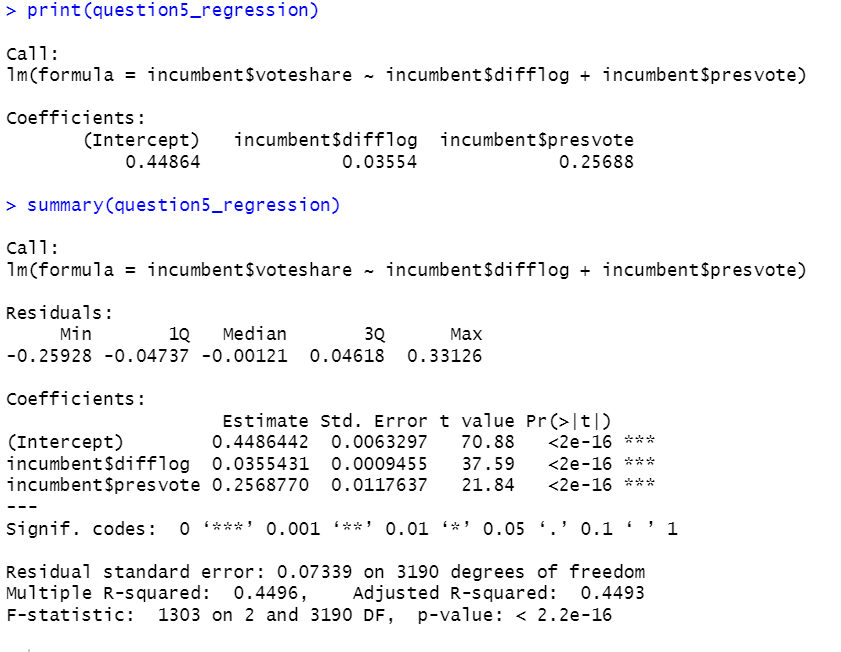 > print(question5_regression)
Call:
lm(formula = incumbent$voteshare ~ incumbent$difflog + incumbent$presvote)
Coefficients:
(Intercept) incumbent$difflog incumbent$presvote
0.44864 0.03554 0.25688
> summary(question5_regression)
Call:
lm(formula = incumbent$voteshare ~ incumbent$difflog + incumbent$presvote)
Residuals:
Min 1Q Median 3Q Max
-0.25928 -0.04737 -0.00121 0.04618 0.33126
Coefficients:
Estimate Std. Error t value Pr(>|t|)
(Intercept) 0.4486442 0.0063297 70.88 <2e-16 ***
incumbent$difflog 0.0355431 0.0009455 37.59 <2e-16 ***
incumbent$presvote 0.2568770 0.0117637 21.84 <2e-16 ***
---
Signif. codes: 0 ‘***’ 0.001 ‘**’ 0.01 ‘*’ 0.05 ‘.’ 0.1 ‘ ’ 1
Residual standard error: 0.07339 on 3190 degrees of freedom
Multiple R-squared: 0.4496, Adjusted R-squared: 0.4493
F-statistic: 1303 on 2 and 3190 DF, p-value: < 2.2e-16